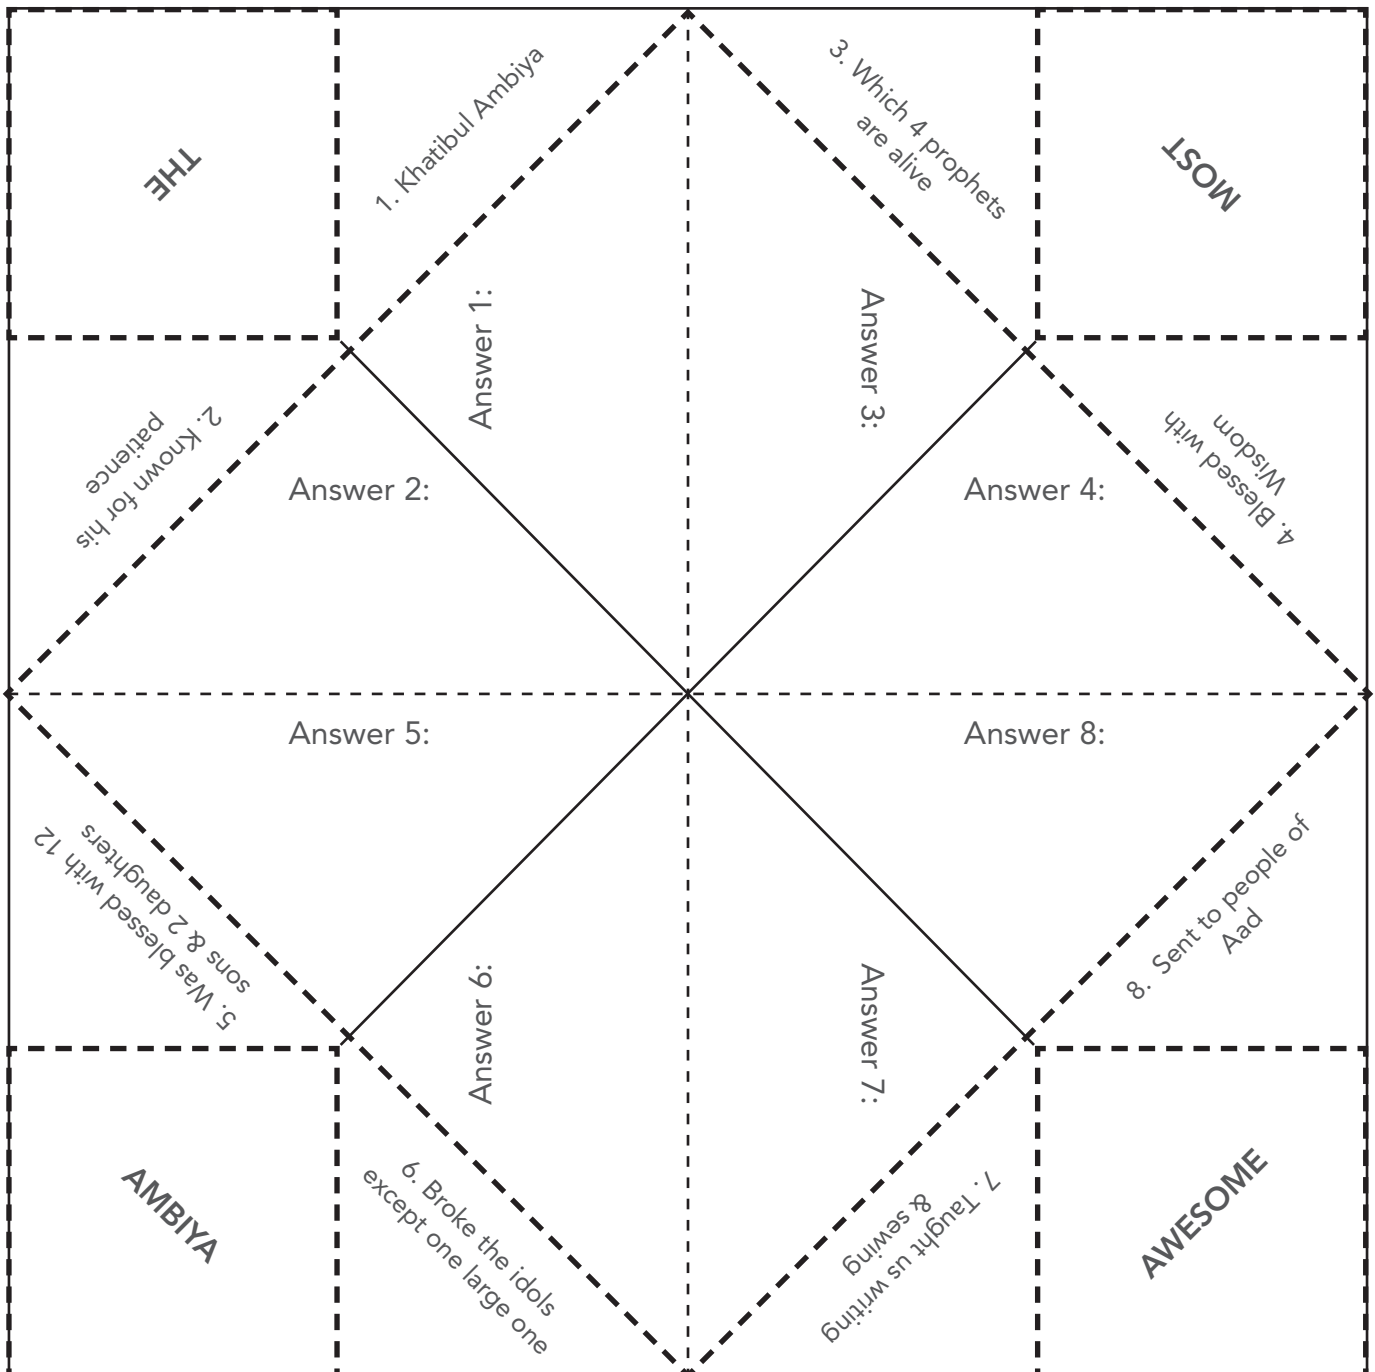 THE
1. Khatibul Ambiya
3. Which 4 prophets
are alive
MOST
Answer 1:
Answer 3:
2. Known for his
patience
Answer 2:
Answer 4:
4. Blessed with
Wisdom
Answer 5:
Answer 8:
5. Was blessed with 12
sons & 2 daughters
8. Sent to people of
Aad
Answer 6:
Answer 7:
AMBIYA
6. Broke the idols
except one large one
7. Taught us writing
& sewing
AWESOME